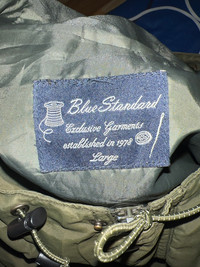 Blue Standard
Exclusive Garments
established in 1978
Large